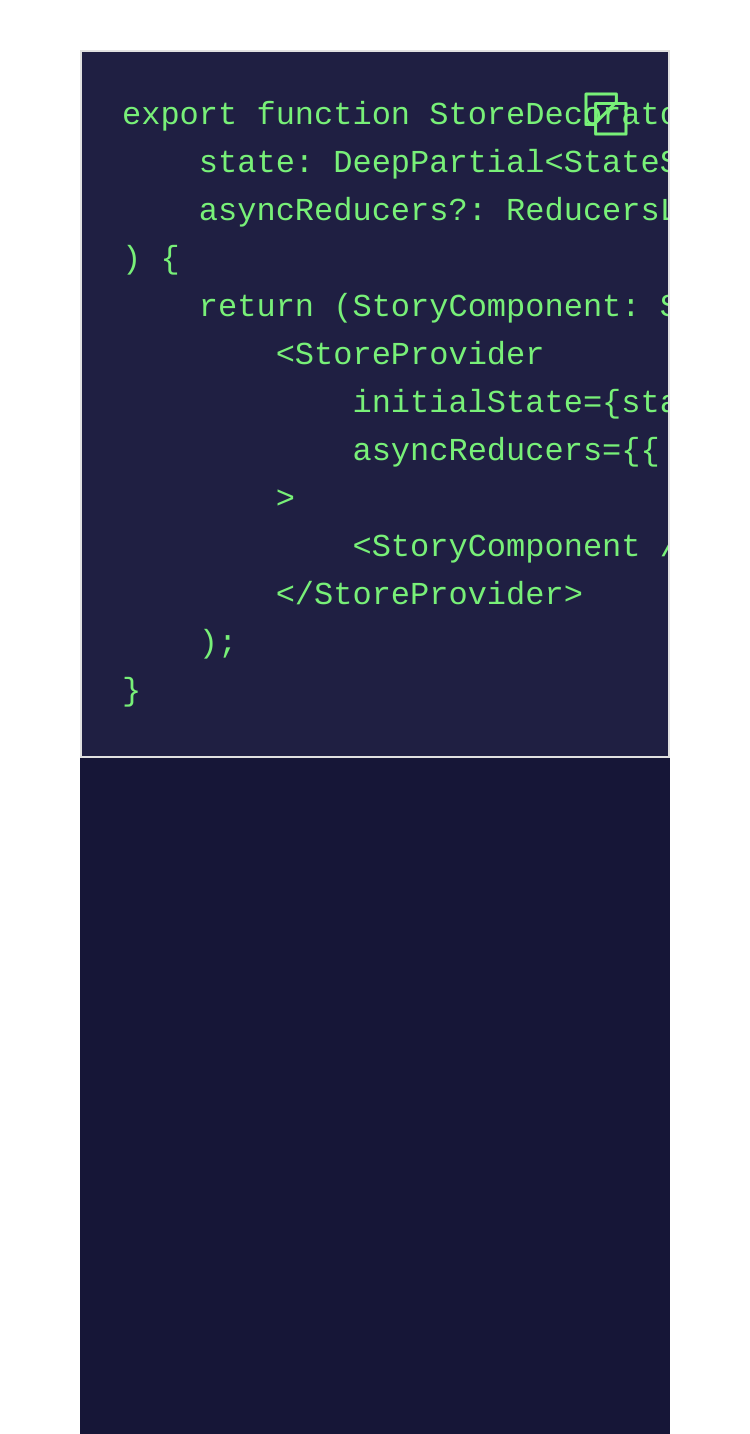 export function StoreDecorato
    state: DeepPartial<StateS
    asyncReducers?: ReducersL
) {
    return (StoryComponent: S
        <StoreProvider
            initialState={sta
            asyncReducers={{
        >
            <StoryComponent /
        </StoreProvider>
    );
}